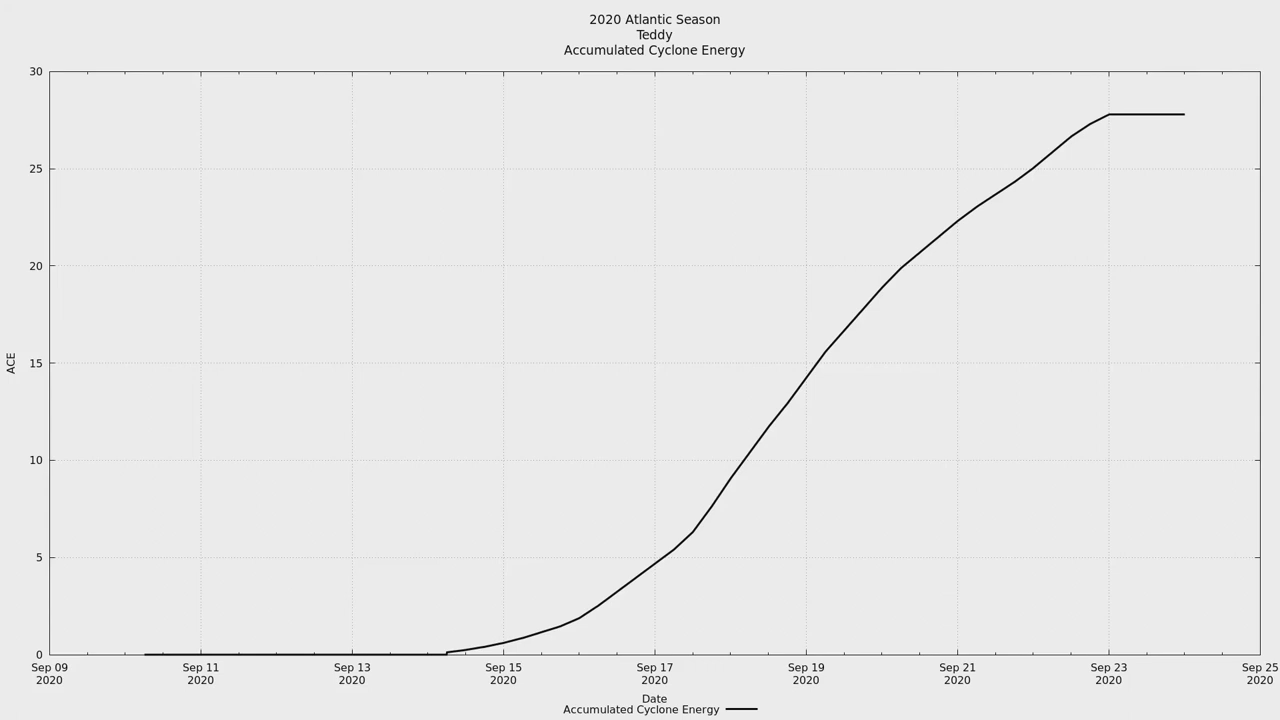 2020 Atlantic Season
Teddy
Accumulated Cyclone Energy
30
25
20
15
10
5
0
ACE
Sep 09 Sep 11 Sep 13 Sep 15 Sep 17 Sep 19 Sep 21 Sep 23 Sep 25
2020 2020 2020 2020 2020 2020 2020 2020 2020
Date
Accumulated Cyclone Energy